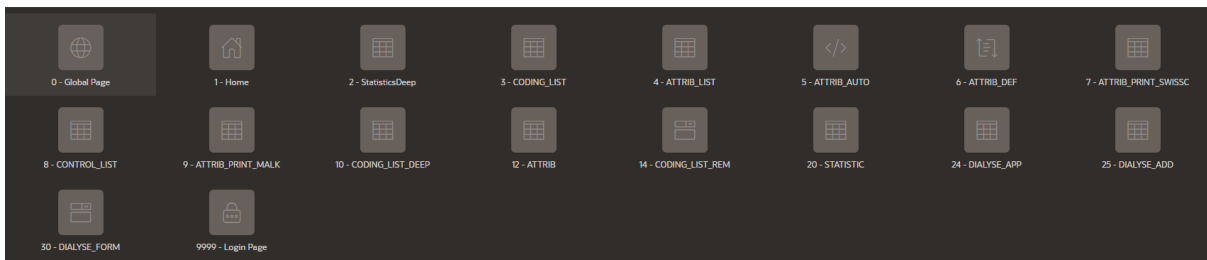 0 - Global Page
1 - Home
2 - StatisticsDeep
3 - CODING_LIST
4 - ATTRIB_LIST
5 - ATTRIB_AUTO
6 - ATTRIB_DEF
7 - ATTRIB_PRINT_SWISSC
8 - CONTROL_LIST
9 - ATTRIB_PRINT_MALK
10 - CODING_LIST_DEEP
12 - ATTRIB
14 - CODING_LIST_REM
20 - STATISTIC
24 - DIALYSE_APP
25 - DIALYSE_ADD
30 - DIALYSE_FORM
9999 - Login Page